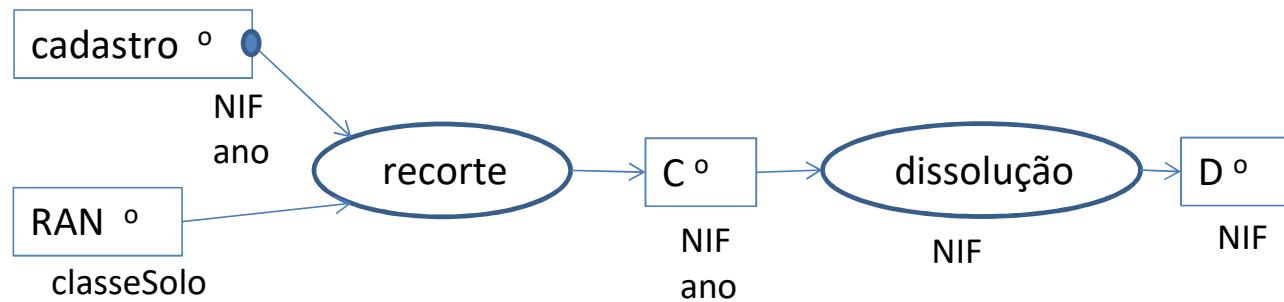 cadastro º
NIF
ano
recorte
C º
dissolução
D º
RAN º
classeSolo
NIF
ano
NIF
NIF